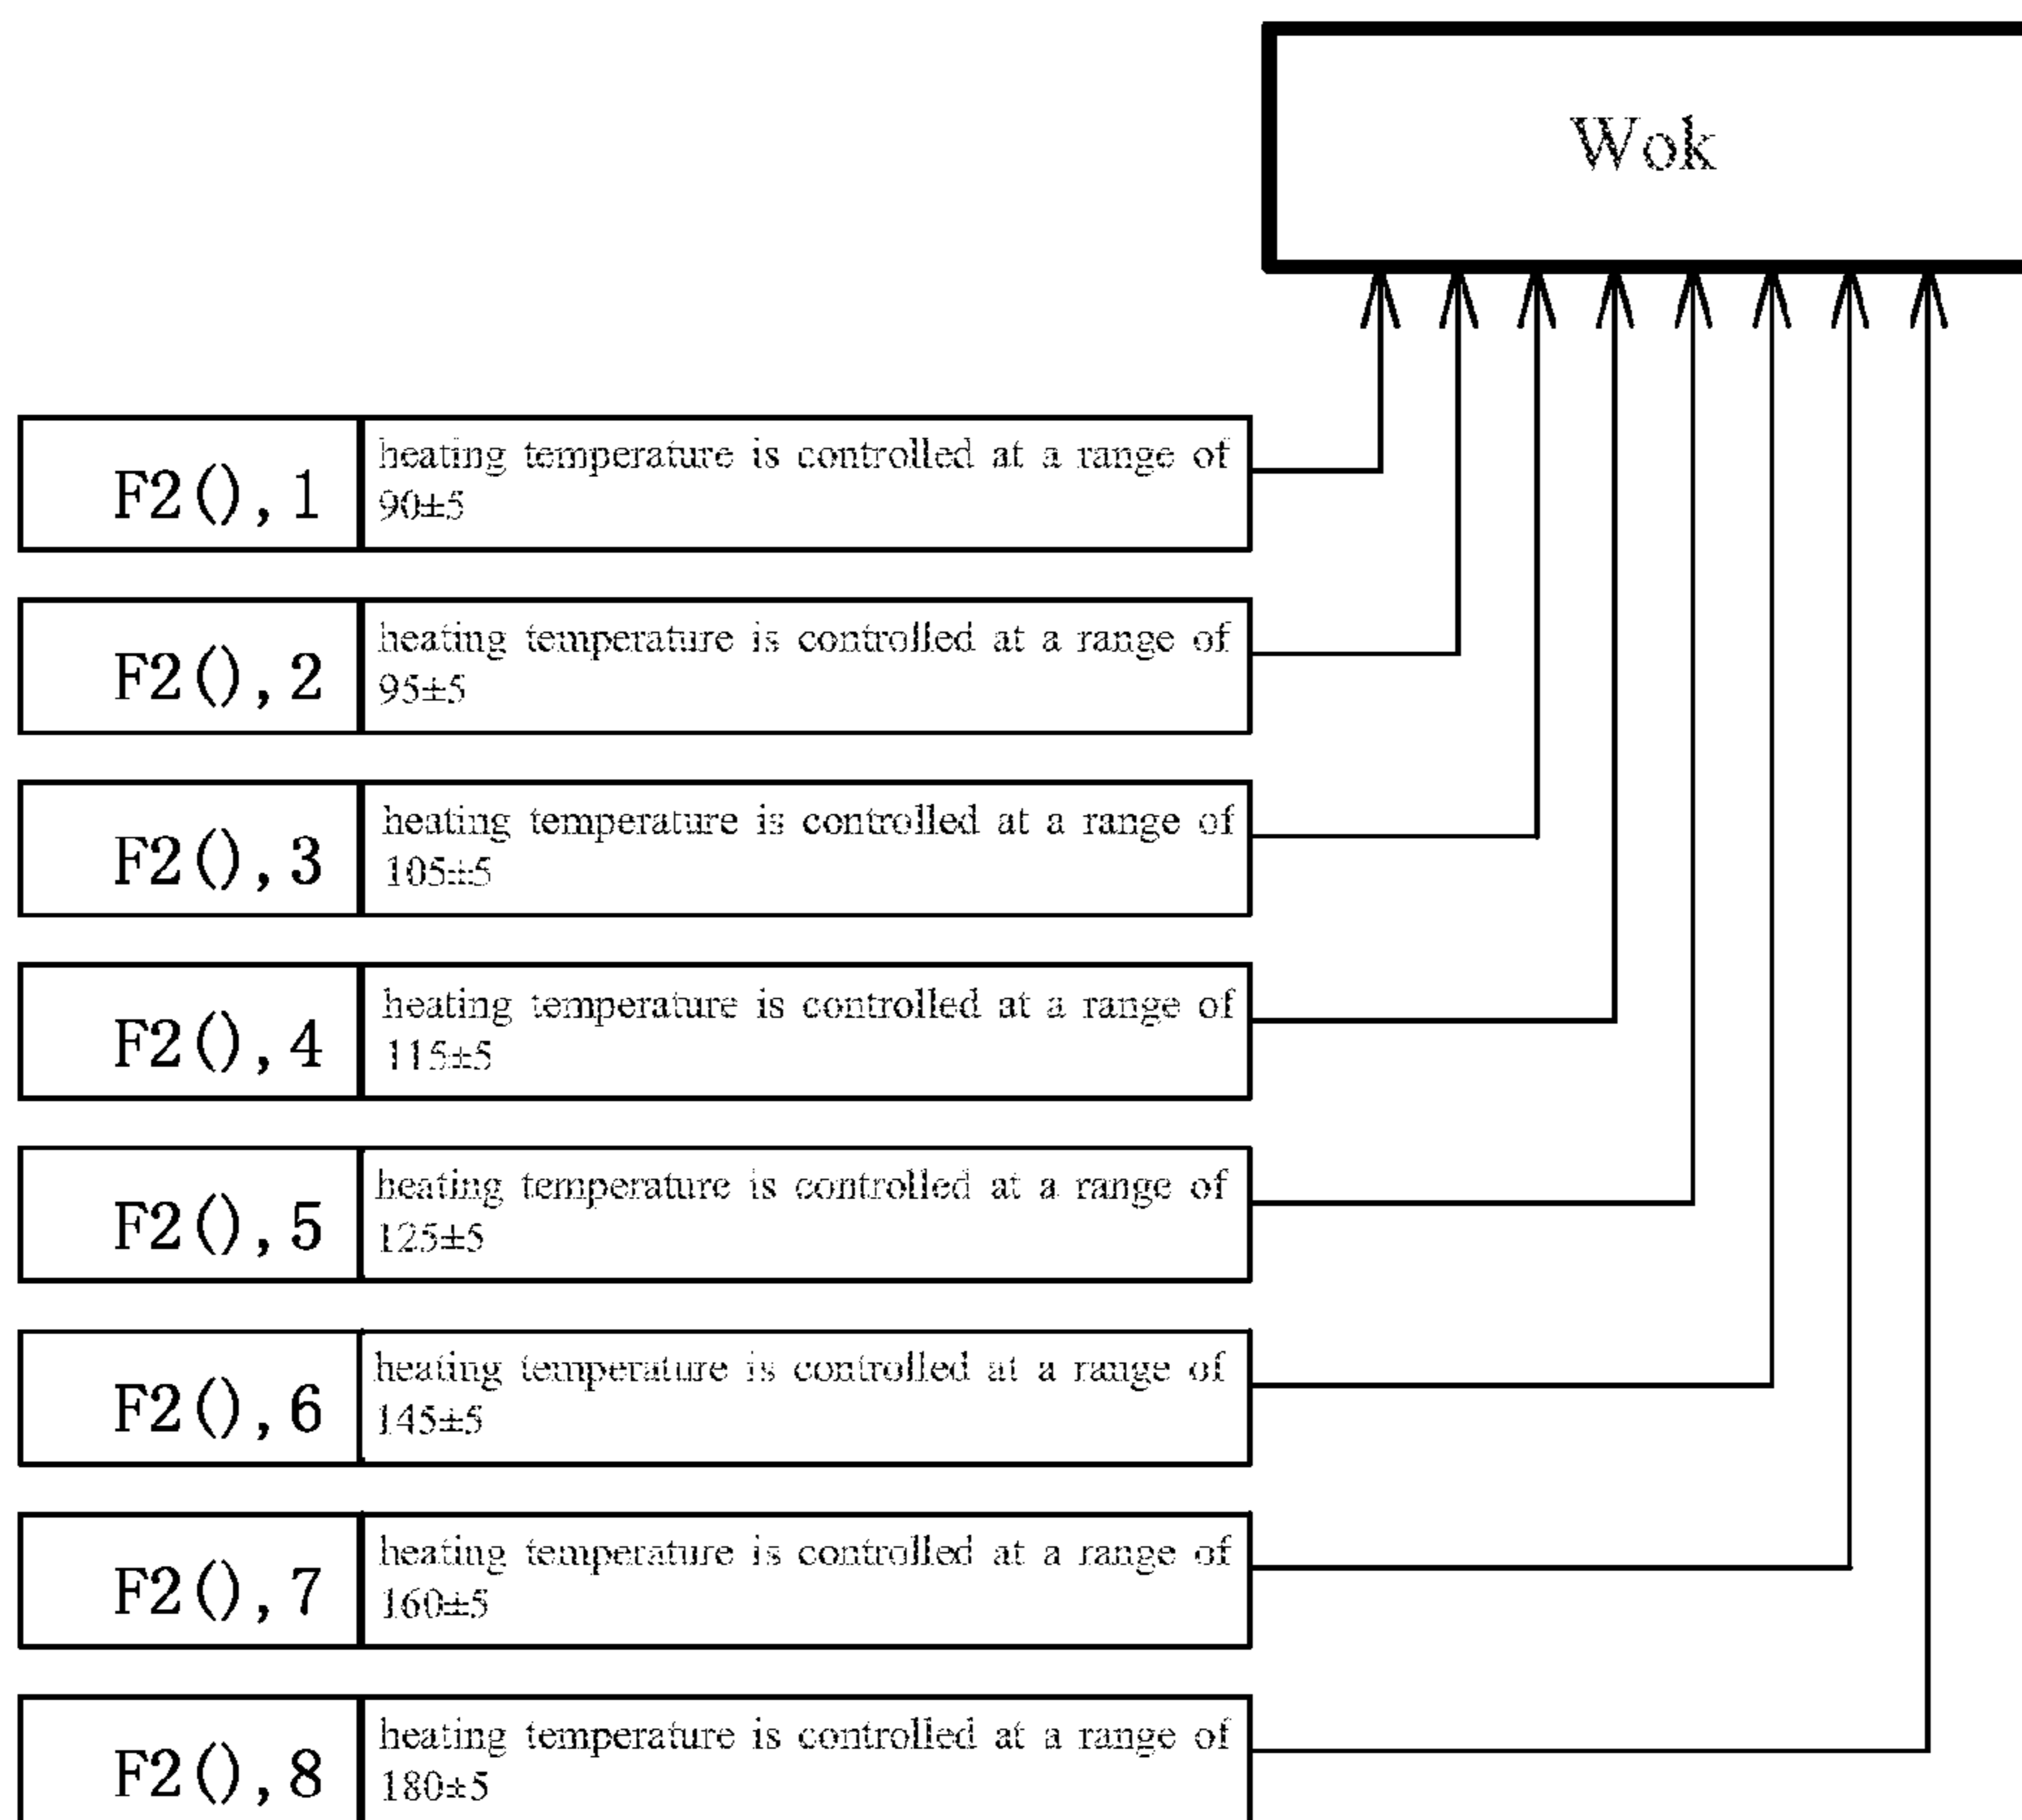 Wok
F2(),1
heating temperature is controlled at a range of
90±5
F2(),2
heating temperature is controlled at a range of
95±5
F2(),3
heating temperature is controlled at a range of
105±5
F2(),4
heating temperature is controlled at a range of
115±5
F2(),5
heating temperature is controlled at a range of
125±5
F2(),6
heating temperature is controlled at a range of
145±5
F2(),7
heating temperature is controlled at a range of
160±5
F2(),8
heating temperature is controlled at a range of
180±5